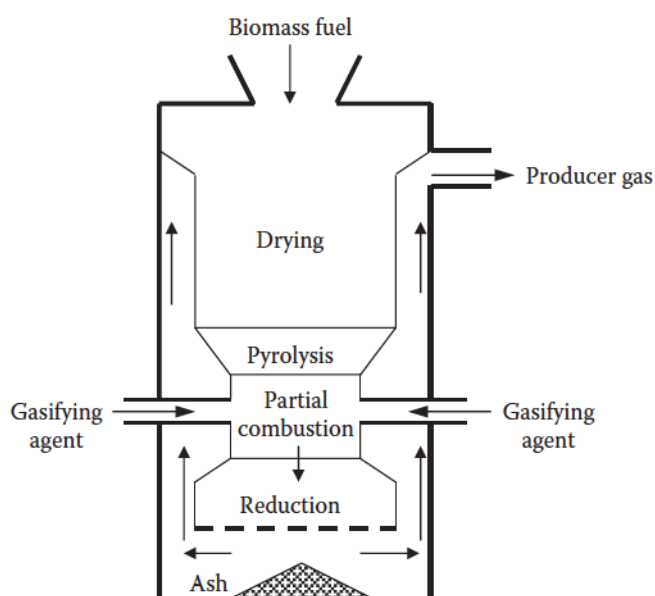 Biomass fuel
Producer gas
Drying
Pyrolysis
Gasifying
agent
Partial
combustion
Gasifying
agent
Reduction
Ash